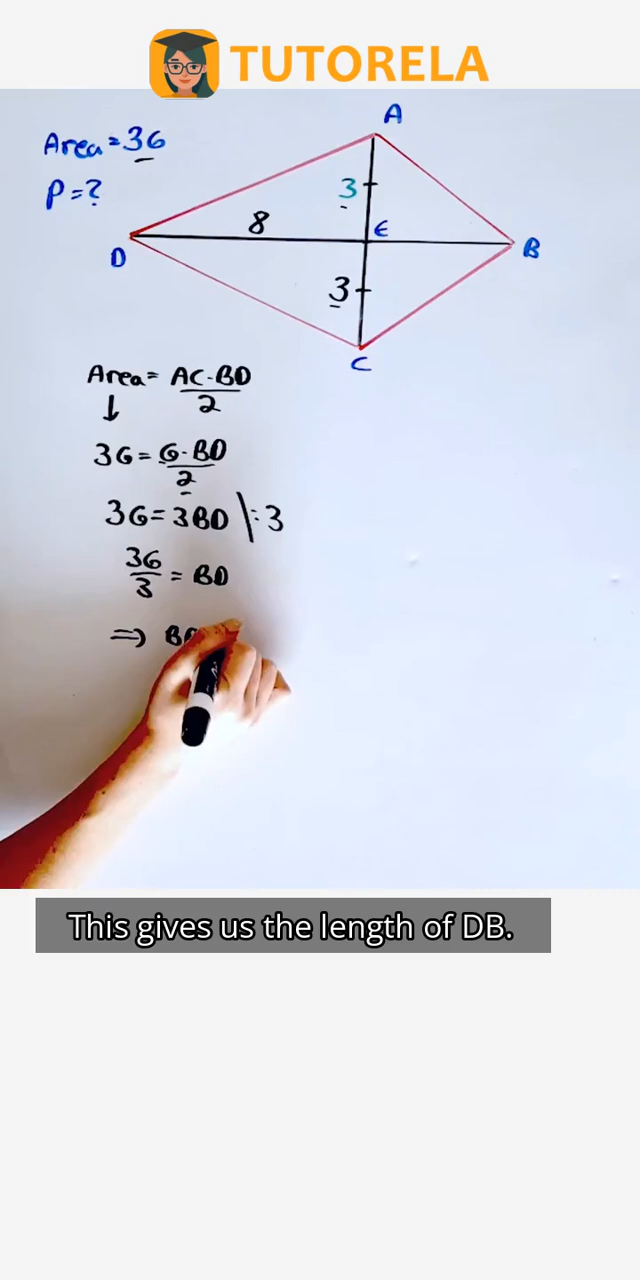 TUTORELA
Area = 36
P = ?
A
3
E
8
D
B
3
C
Area = AC·BD
2
↓
36 = 6·BD
2
36 = 3BD \:3
36
3
= BD
⇒
This gives us the length of DB.